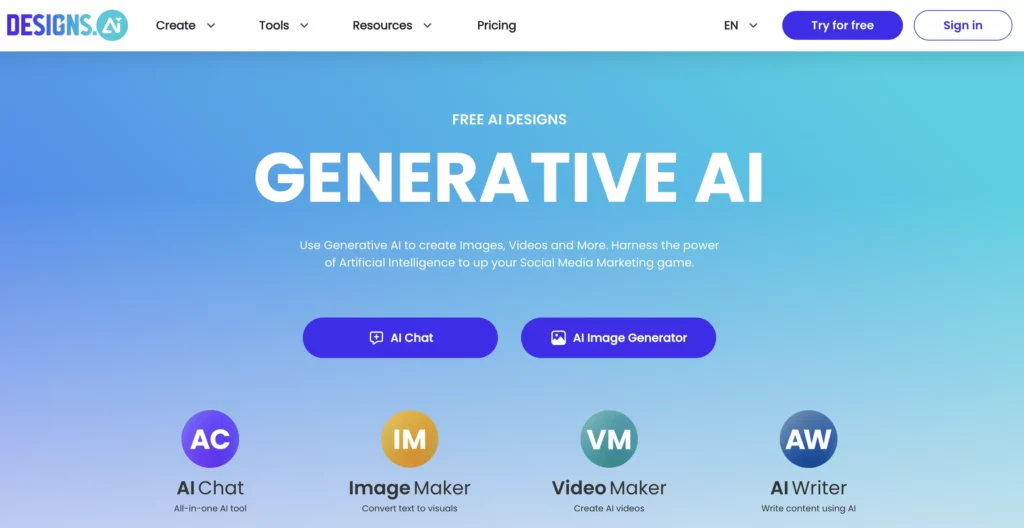 DESIGNS.Ai Create Tools Resources Pricing EN Try for free Sign in
FREE AI DESIGNS
GENERATIVE AI
Use Generative AI to create Images, Videos and More. Harness the power
of Artificial Intelligence to up your Social Media Marketing game.
AI Chat AI Image Generator
AC IM VM AW
AI Chat Image Maker Video Maker AI Writer
All-in-one AI tool Convert text to visuals Create AI videos Write content using AI